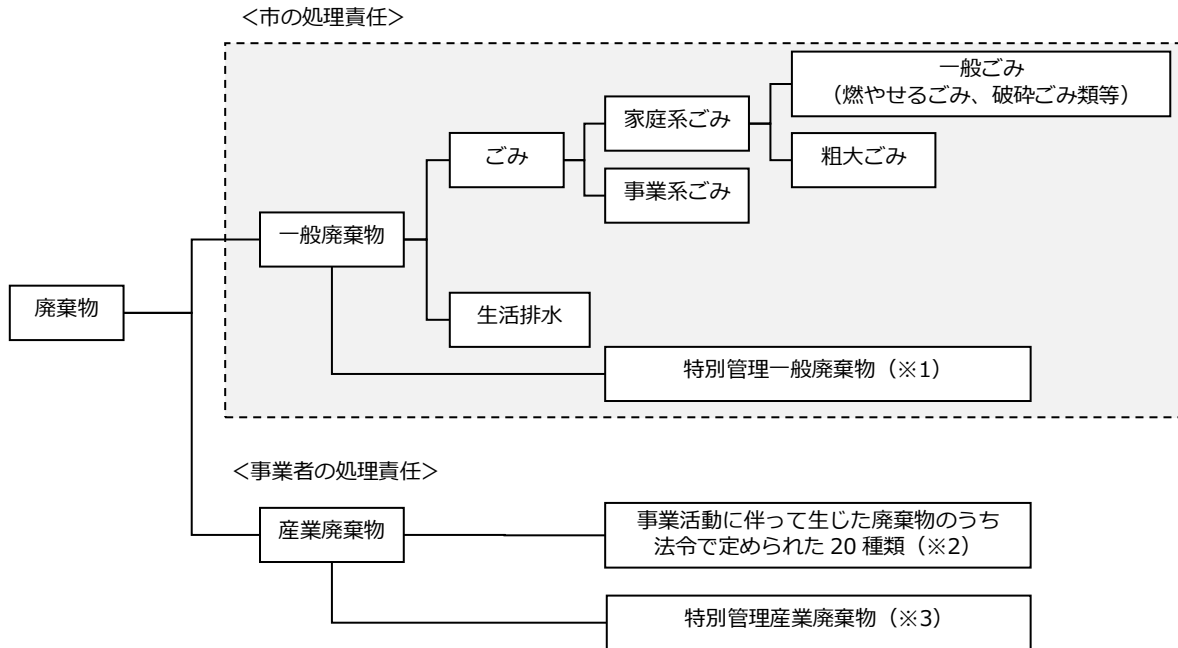 ＜市の処理責任＞
一般ごみ
（燃やせるごみ、破砕ごみ類等）
家庭系ごみ
ごみ
粗大ごみ
事業系ごみ
一般廃棄物
廃棄物
生活排水
特別管理一般廃棄物（※1）
＜事業者の処理責任＞
産業廃棄物
事業活動に伴って生じた廃棄物のうち
法令で定められた 20 種類（※2）
特別管理産業廃棄物（※3）